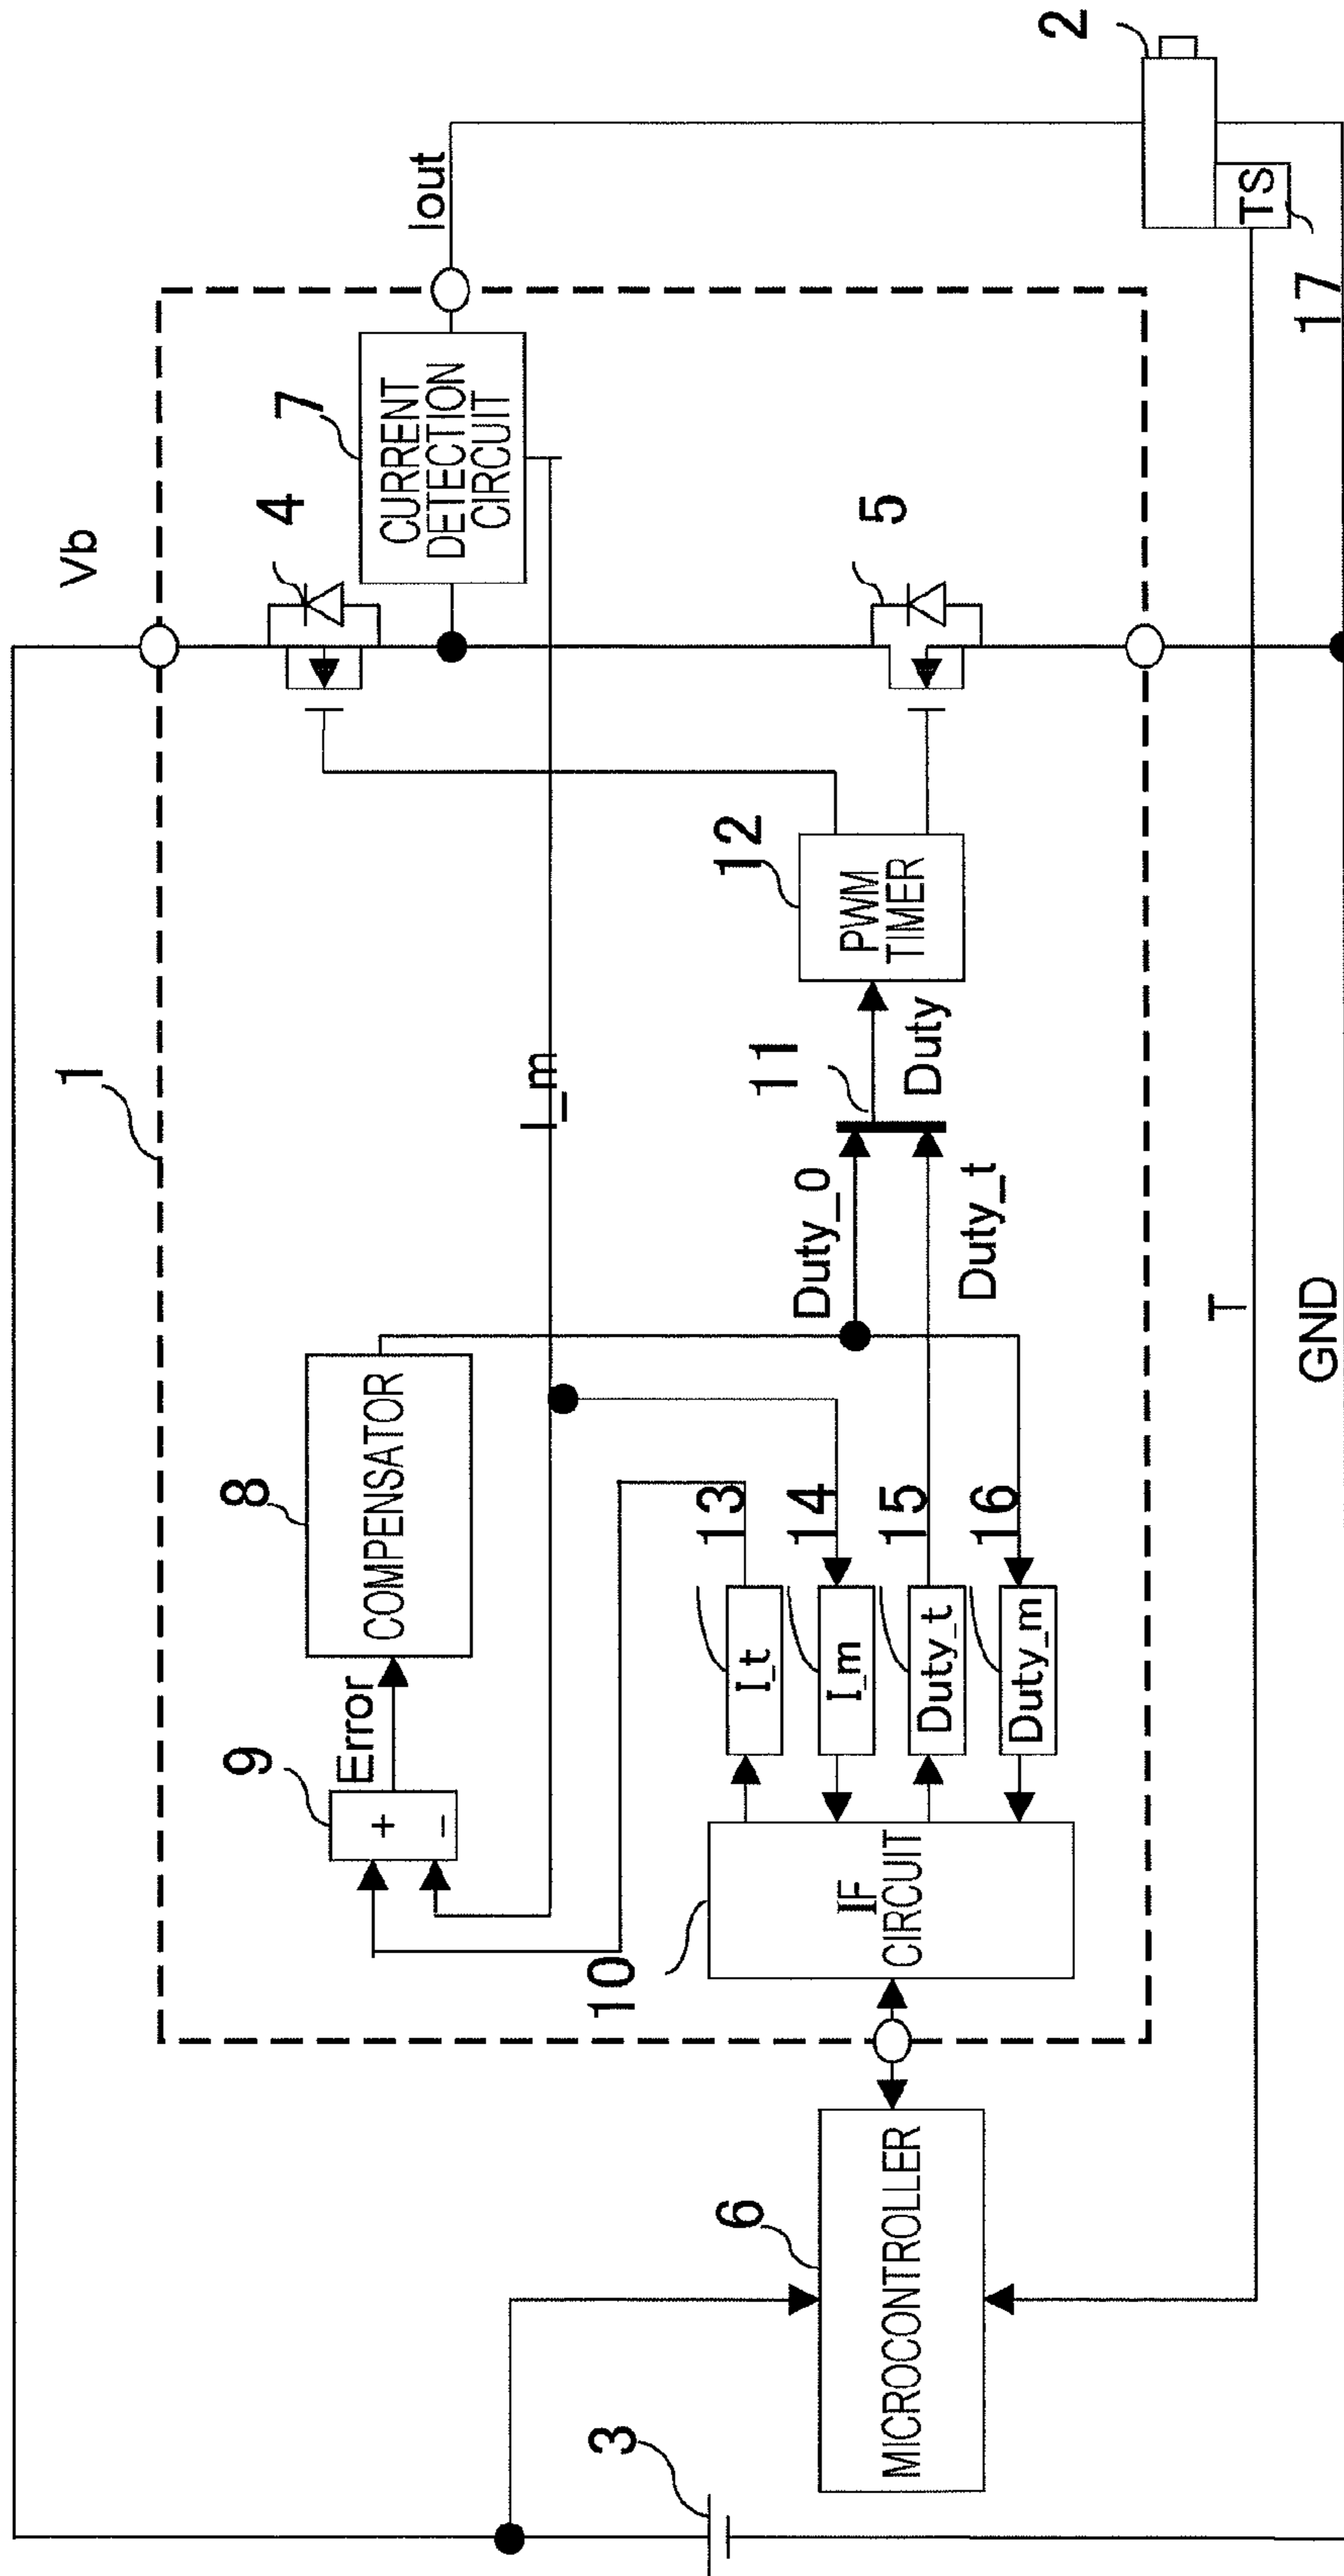 Vb
1
4
7
CURRENT
DETECTION
CIRCUIT
Iout
2
TS
17
8
COMPENSATOR
9
+
−
Error
I_m
5
12
PWM
TIMER
11
Duty
Duty_0
Duty_t
13
I_t
14
I_m
15
Duty_t
16
Duty_m
10
IF
CIRCUIT
6
MICROCONTROLLER
3
T
GND